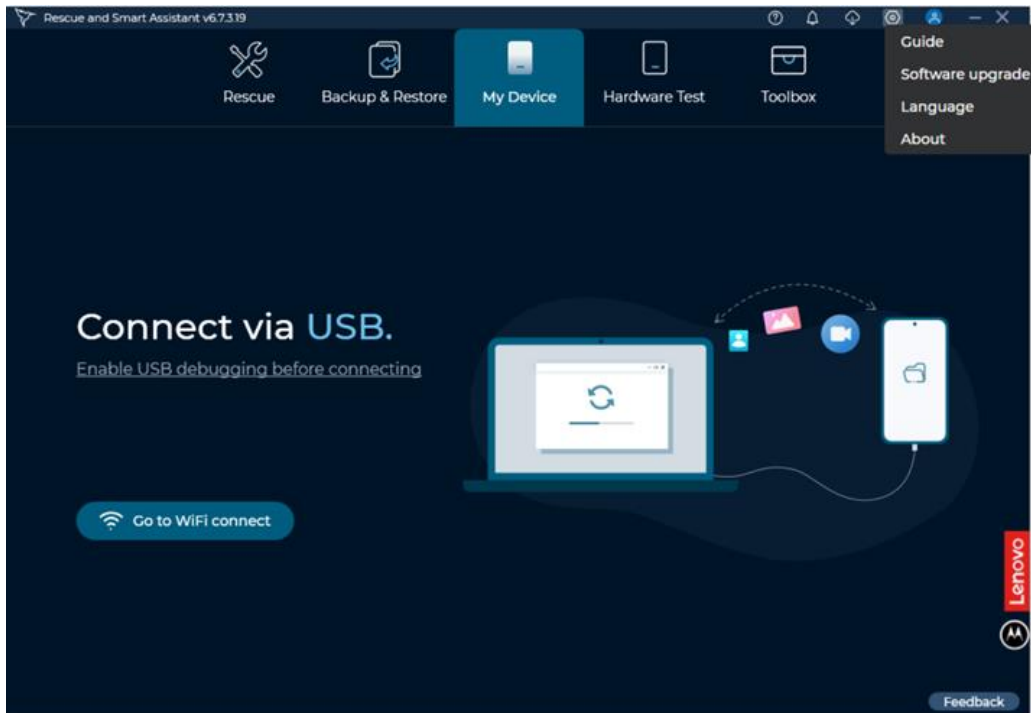 Rescue and Smart Assistant v6.7.3.19
Guide
Software upgrade
Language
About
Rescue
Backup & Restore
My Device
Hardware Test
Toolbox
Connect via USB.
Enable USB debugging before connecting
Go to WiFi connect
Lenovo
Feedback